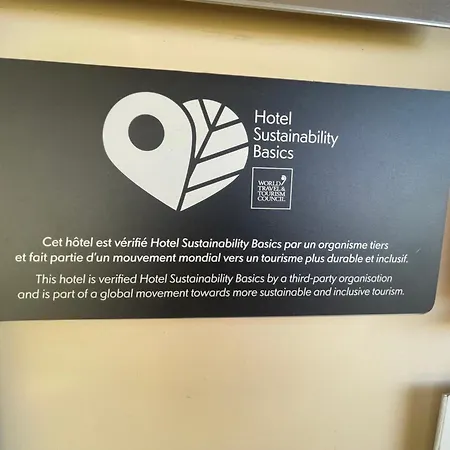 Hotel
Sustainability
Basics
WORLD
TRAVEL &
TOURISM
COUNCIL
Cet hôtel est vérifié Hotel Sustainability Basics par un organisme tiers
et fait partie d'un mouvement mondial vers un tourisme plus durable et inclusif.
This hotel is verified Hotel Sustainability Basics by a third-party organisation
and is part of a global movement towards more sustainable and inclusive tourism.